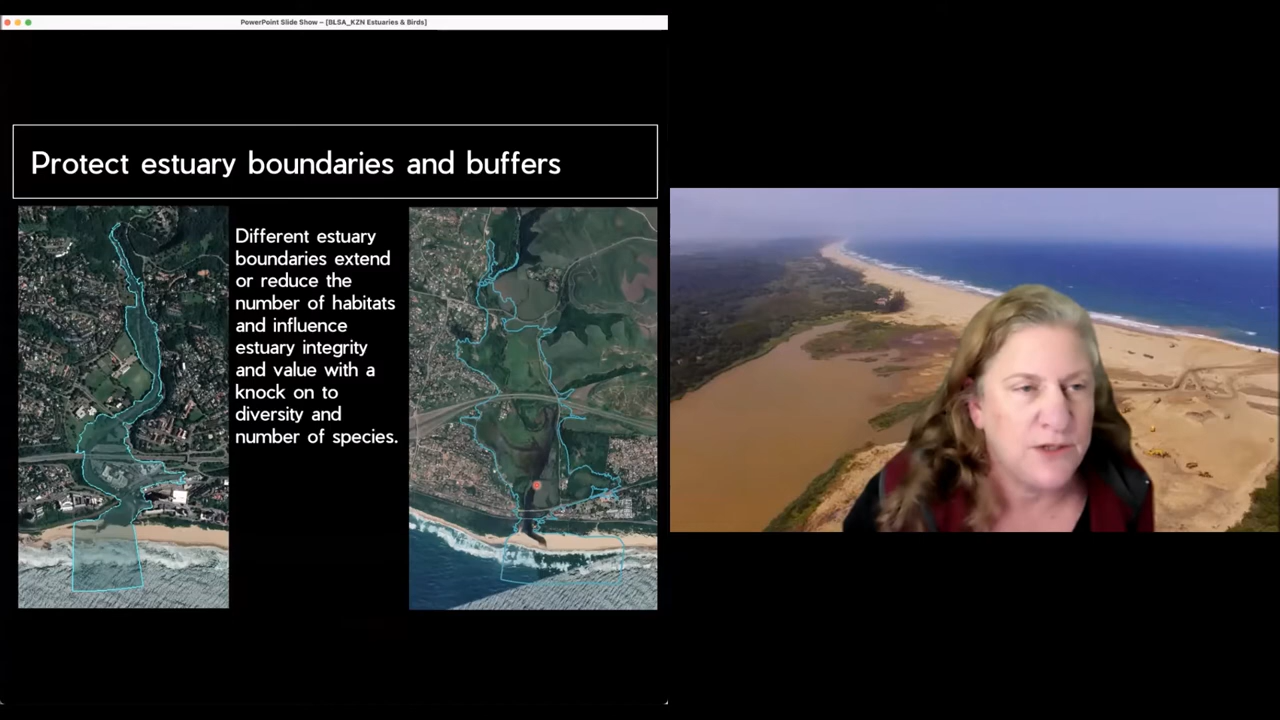 PowerPoint Slide Show – [BLSA_KZN Estuaries & Birds]
Protect estuary boundaries and buffers
Different estuary
boundaries extend
or reduce the
number of habitats
and influence
estuary integrity
and value with a
knock on to
diversity and
number of species.